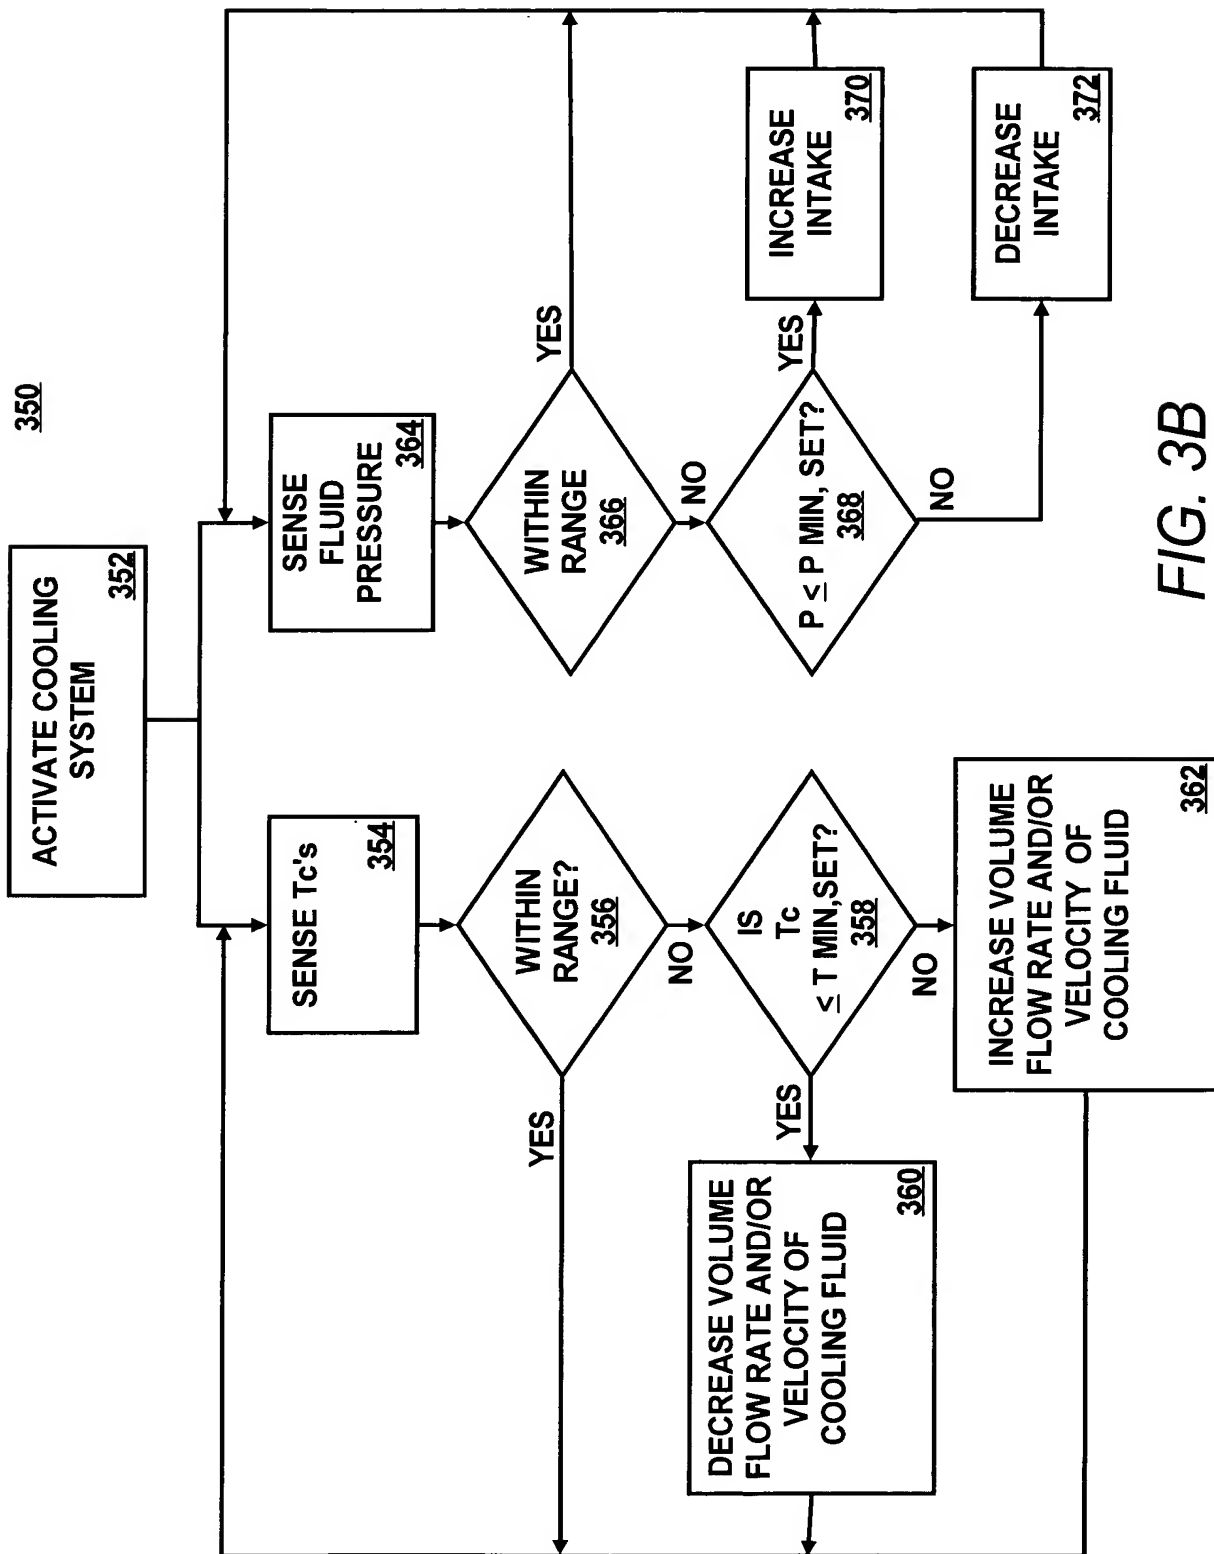 350
ACTIVATE COOLING
SYSTEM
352
SENSE Tc's
354
WITHIN
RANGE?
356
YES
NO
IS
Tc
≤ T MIN,SET?
358
YES
NO
DECREASE VOLUME
FLOW RATE AND/OR
VELOCITY OF
COOLING FLUID
360
INCREASE VOLUME
FLOW RATE AND/OR
VELOCITY OF
COOLING FLUID
362
SENSE
FLUID
PRESSURE
364
WITHIN
RANGE
366
YES
NO
P ≤ P MIN, SET?
368
YES
NO
INCREASE
INTAKE
370
DECREASE
INTAKE
372
FIG. 3B